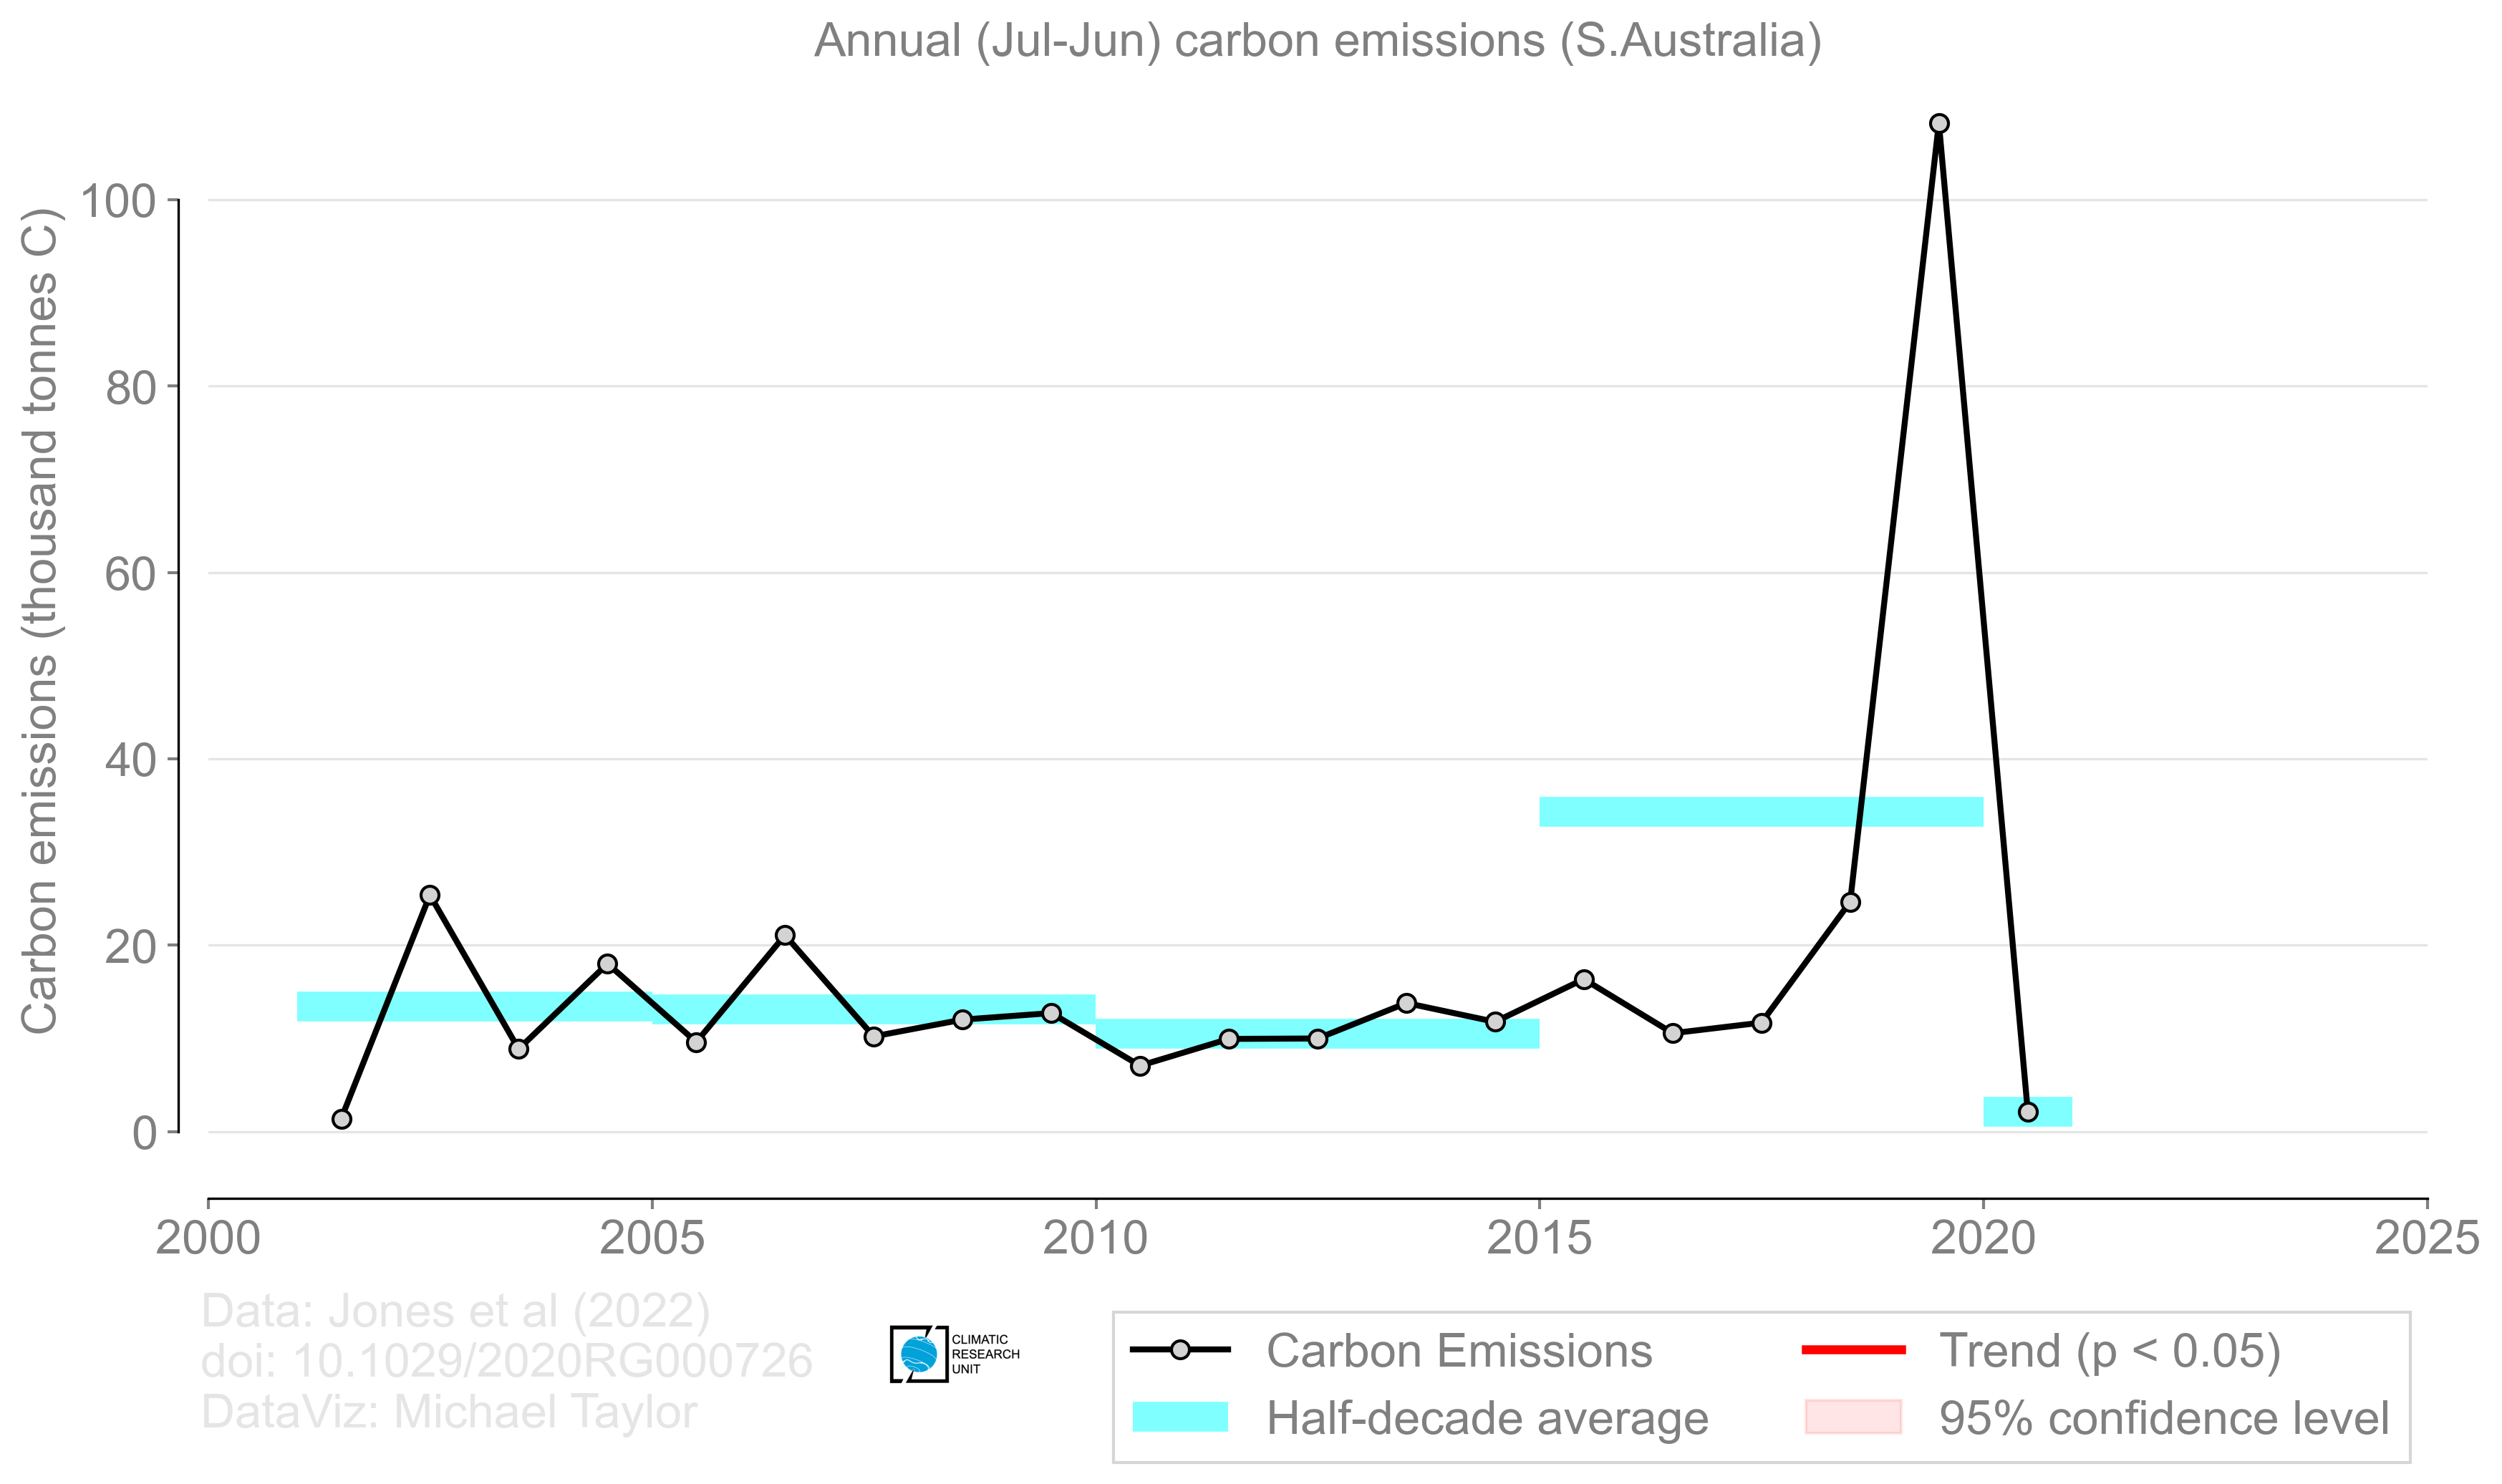 Annual (Jul-Jun) carbon emissions (S.Australia)
Carbon emissions (thousand tonnes C)
100
80
60
40
20
0
2000
2005
2010
2015
2020
2025
Data: Jones et al (2022)
doi: 10.1029/2020RG000726
DataViz: Michael Taylor
CLIMATIC
RESEARCH
UNIT
Carbon Emissions
Half-decade average
Trend (p < 0.05)
95% confidence level